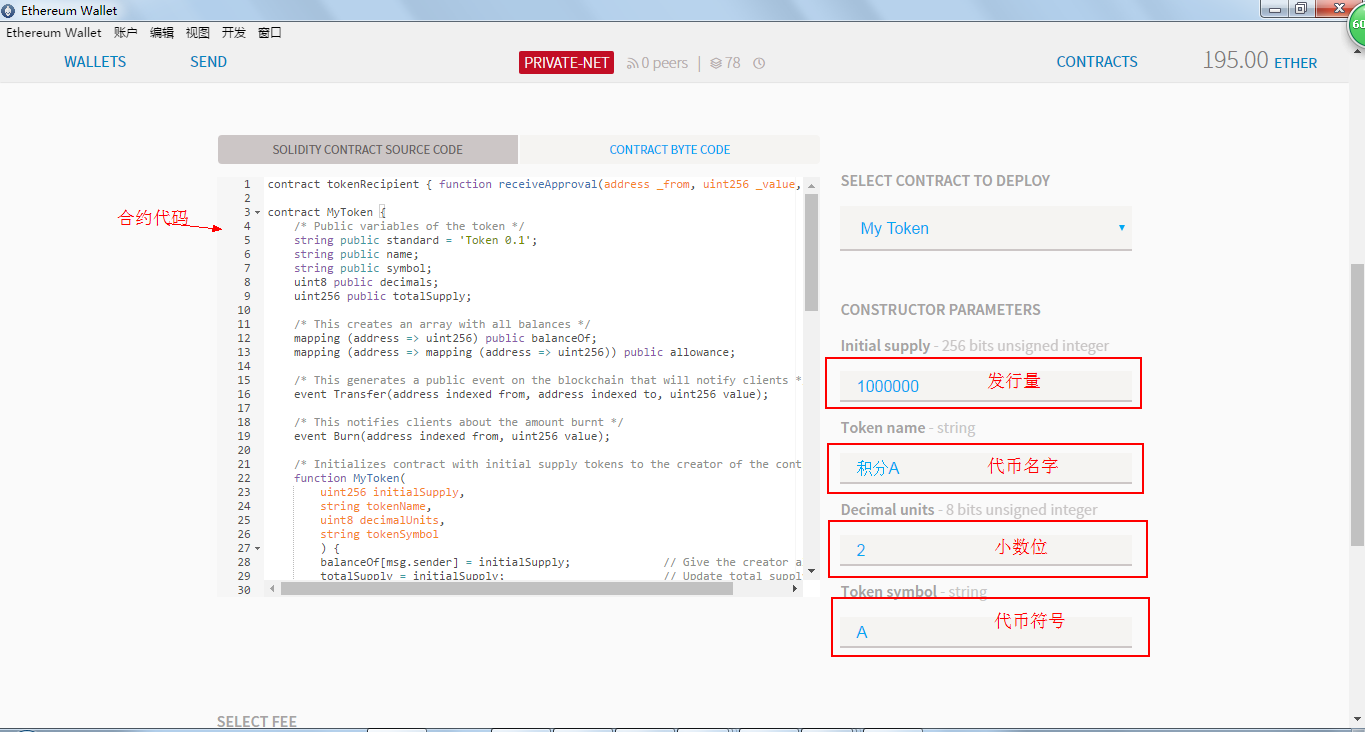 Ethereum Wallet
Ethereum Wallet 账户 编辑 视图 开发 窗口
WALLETS SEND PRIVATE-NET 0 peers | 78 CONTRACTS 195.00 ETHER
60
SOLIDITY CONTRACT SOURCE CODE CONTRACT BYTE CODE
合约代码
1 contract tokenRecipient { function receiveApproval(address _from, uint256 _value,
2
3 contract MyToken {
4 /* Public variables of the token */
5 string public standard = 'Token 0.1';
6 string public name;
7 string public symbol;
8 uint8 public decimals;
9 uint256 public totalSupply;
10
11 /* This creates an array with all balances */
12 mapping (address => uint256) public balanceOf;
13 mapping (address => mapping (address => uint256)) public allowance;
14
15 /* This generates a public event on the blockchain that will notify clients *
16 event Transfer(address indexed from, address indexed to, uint256 value);
17
18 /* This notifies clients about the amount burnt */
19 event Burn(address indexed from, uint256 value);
20
21 /* Initializes contract with initial supply tokens to the creator of the cont
22 function MyToken(
23 uint256 initialSupply,
24 string tokenName,
25 uint8 decimalUnits,
26 string tokenSymbol
27 ) {
28 balanceOf[msg.sender] = initialSupply; // Give the creator a
29 totalSupply = initialSupply; // Update total suppl
30
SELECT CONTRACT TO DEPLOY
My Token
CONSTRUCTOR PARAMETERS
Initial supply - 256 bits unsigned integer
1000000 发行量
Token name - string
积分A 代币名字
Decimal units - 8 bits unsigned integer
2 小数位
Token symbol - string
A 代币符号
SELECT FEE